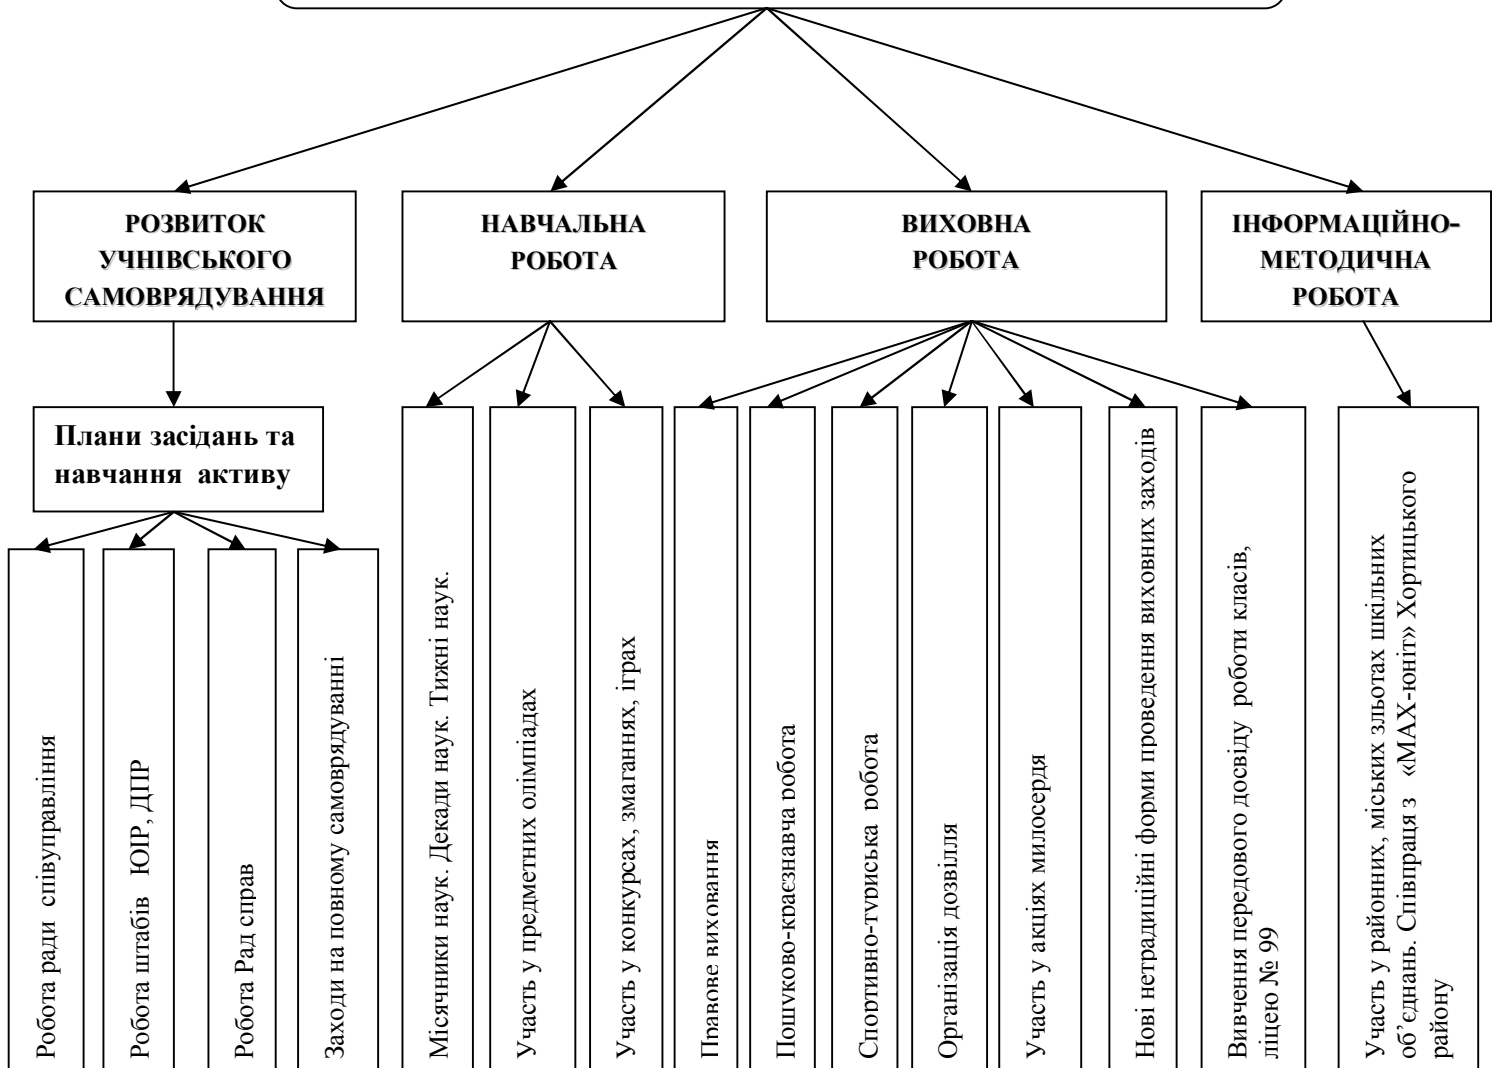 РОЗВИТОК
УЧНІВСЬКОГО
САМОВРЯДУВАННЯ
НАВЧАЛЬНА
РОБОТА
ВИХОВНА
РОБОТА
ІНФОРМАЦІЙНО-
МЕТОДИЧНА
РОБОТА
Плани засідань та
навчання активу
Робота ради співуправління
Робота штабів ЮІР, ДПР
Робота Рад справ
Заходи на повному самоврядуванні
Місячники наук. Декади наук. Тижні наук.
Участь у предметних олімпіадах
Участь у конкурсах, змаганнях, іграх
Правове виховання
Пошуково-краєзнавча робота
Спортивно-туриська робота
Організація дозвілля
Участь у акціях милосердя
Нові нетрадиційні форми проведення виховних заходів
Вивчення передового досвіду роботи класів,
ліцею № 99
Участь у районних, міських зльотах шкільних
об’єднань. Співпраця з «МАХ-юніт» Хортицького
району